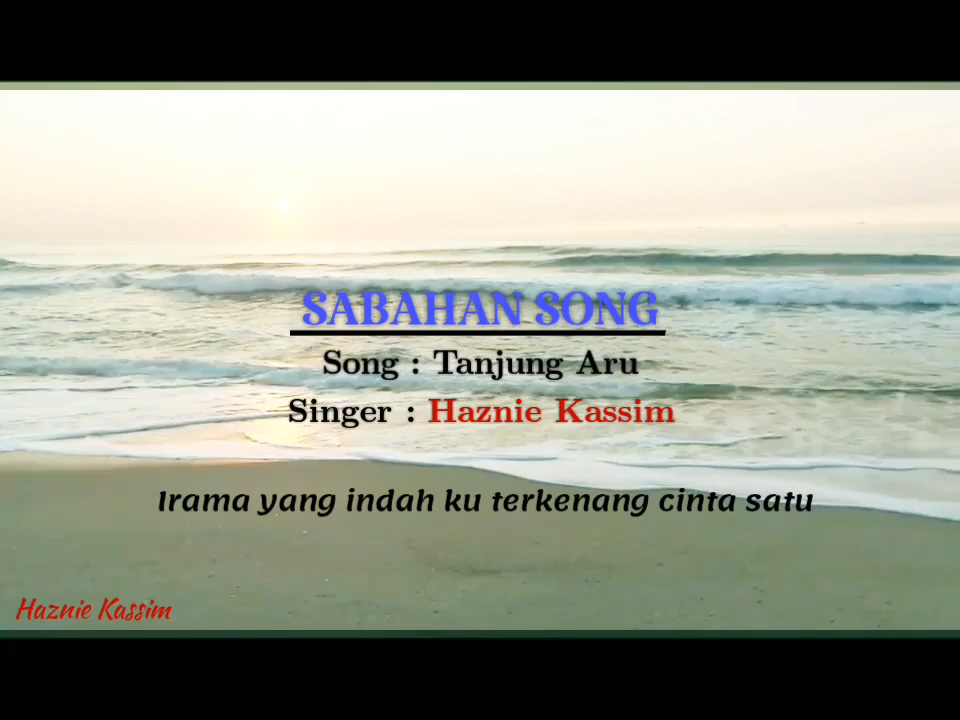 SABAHAN SONG
Song : Tanjung Aru
Singer : Haznie Kassim
Irama yang indah ku terkenang cinta satu
Haznie Kassim